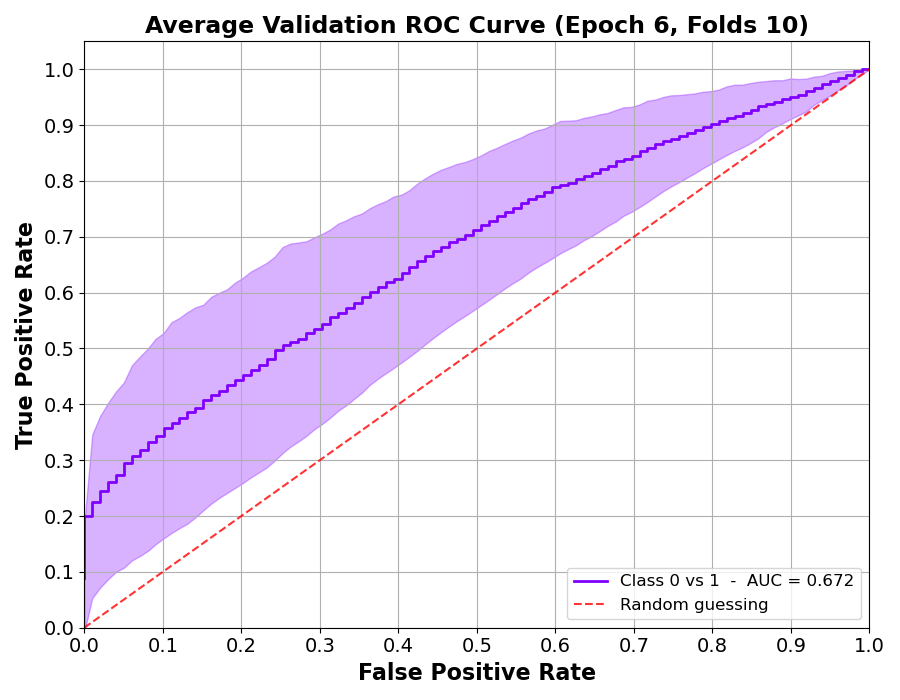 Average Validation ROC Curve (Epoch 6, Folds 10)
True Positive Rate
1.0
0.9
0.8
0.7
0.6
0.5
0.4
0.3
0.2
0.1
0.0
Class 0 vs 1 - AUC = 0.672
Random guessing
0.0 0.1 0.2 0.3 0.4 0.5 0.6 0.7 0.8 0.9 1.0
False Positive Rate